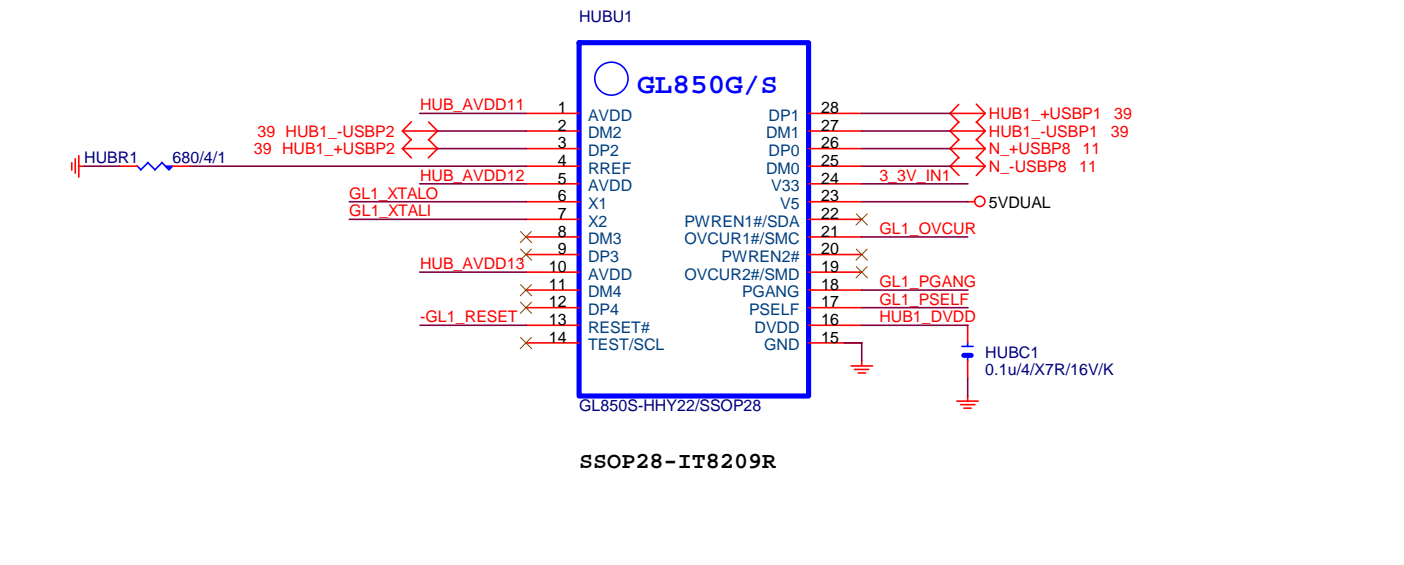 HUBU1
GL850G/S
HUB_AVDD11 1 AVDD DP1 28 HUB1_+USBP1 39
39 HUB1_-USBP2 2 DM2 DM1 27 HUB1_-USBP1 39
39 HUB1_+USBP2 3 DP2 DP0 26 N_+USBP8 11
HUBR1 680/4/1 4 RREF DM0 25 N_-USBP8 11
HUB_AVDD12 5 AVDD V33 24 3_3V_IN1
GL1_XTALO 6 X1 V5 23 5VDUAL
GL1_XTALI 7 X2 PWREN1#/SDA 22
8 DM3 OVCUR1#/SMC 21 GL1_OVCUR
9 DP3 PWREN2# 20
HUB_AVDD13 10 AVDD OVCUR2#/SMD 19
11 DM4 PGANG 18 GL1_PGANG
12 DP4 PSELF 17 GL1_PSELF
-GL1_RESET 13 RESET# DVDD 16 HUB1_DVDD
14 TEST/SCL GND 15
HUBC1
0.1u/4/X7R/16V/K
GL850S-HHY22/SSOP28
SSOP28-IT8209R